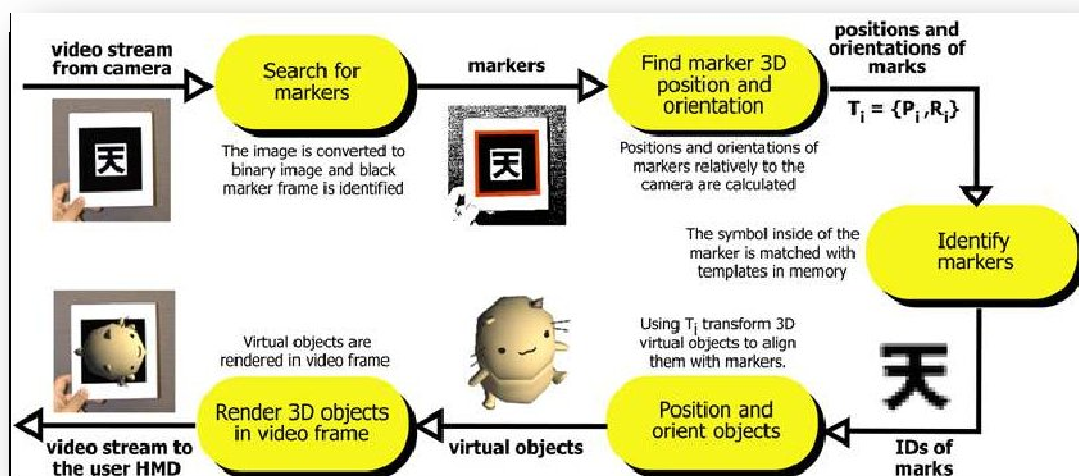 video stream
from camera
天
The image is converted to
binary image and black
marker frame is identified
Search for
markers
markers
天
Find marker 3D
position and
orientation
Positions and orientations of
markers relatively to the
camera are calculated
positions and
orientations of
marks
Ti = {Pi ,Ri}
The symbol inside of the
marker is matched with
templates in memory
Identify
markers
天
IDs of
marks
Using Ti transform 3D
virtual objects to align
them with markers.
Position and
orient objects
virtual objects
Virtual objects are
rendered in video frame
Render 3D objects
in video frame
video stream to
the user HMD